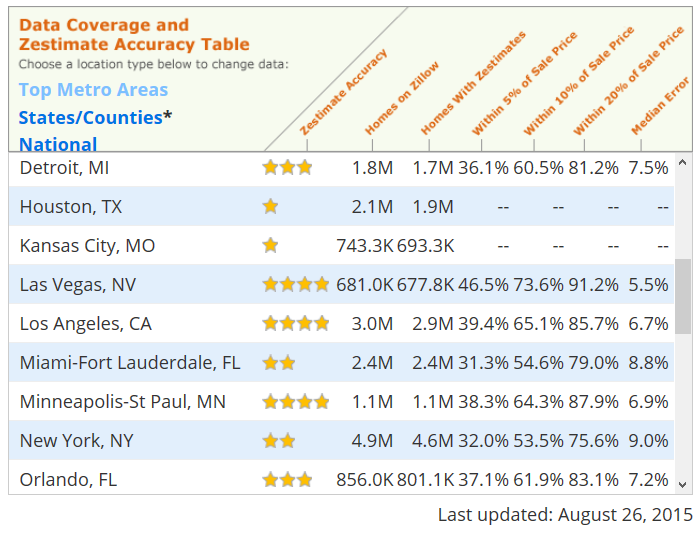 Data Coverage and
Zestimate Accuracy Table
Choose a location type below to change data:
Top Metro Areas
States/Counties*
National
Zestimate Accuracy
Homes on Zillow
Homes With Zestimates
Within 5% of Sale Price
Within 10% of Sale Price
Within 20% of Sale Price
Median Error
Detroit, MI 1.8M 1.7M 36.1% 60.5% 81.2% 7.5%
Houston, TX 2.1M 1.9M -- -- -- --
Kansas City, MO 743.3K 693.3K -- -- -- --
Las Vegas, NV 681.0K 677.8K 46.5% 73.6% 91.2% 5.5%
Los Angeles, CA 3.0M 2.9M 39.4% 65.1% 85.7% 6.7%
Miami-Fort Lauderdale, FL 2.4M 2.4M 31.3% 54.6% 79.0% 8.8%
Minneapolis-St Paul, MN 1.1M 1.1M 38.3% 64.3% 87.9% 6.9%
New York, NY 4.9M 4.6M 32.0% 53.5% 75.6% 9.0%
Orlando, FL 856.0K 801.1K 37.1% 61.9% 83.1% 7.2%
Last updated: August 26, 2015